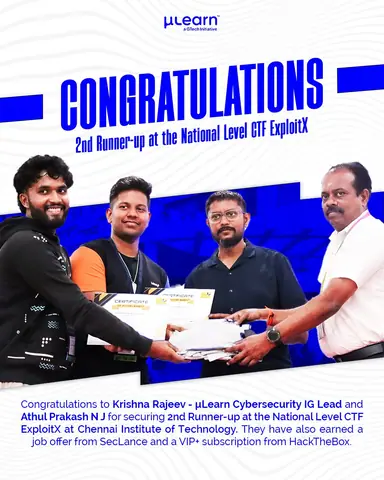 µLearn™
a GTech Initiative
CONGRATULATIONS
2nd Runner-up at the National Level CTF ExploitX
CERTIFICATE
CERTIFICATE
Congratulations to Krishna Rajeev - µLearn Cybersecurity IG Lead and
Athul Prakash N J for securing 2nd Runner-up at the National Level CTF
ExploitX at Chennai Institute of Technology. They have also earned a
job offer from SecLance and a VIP+ subscription from HackTheBox.